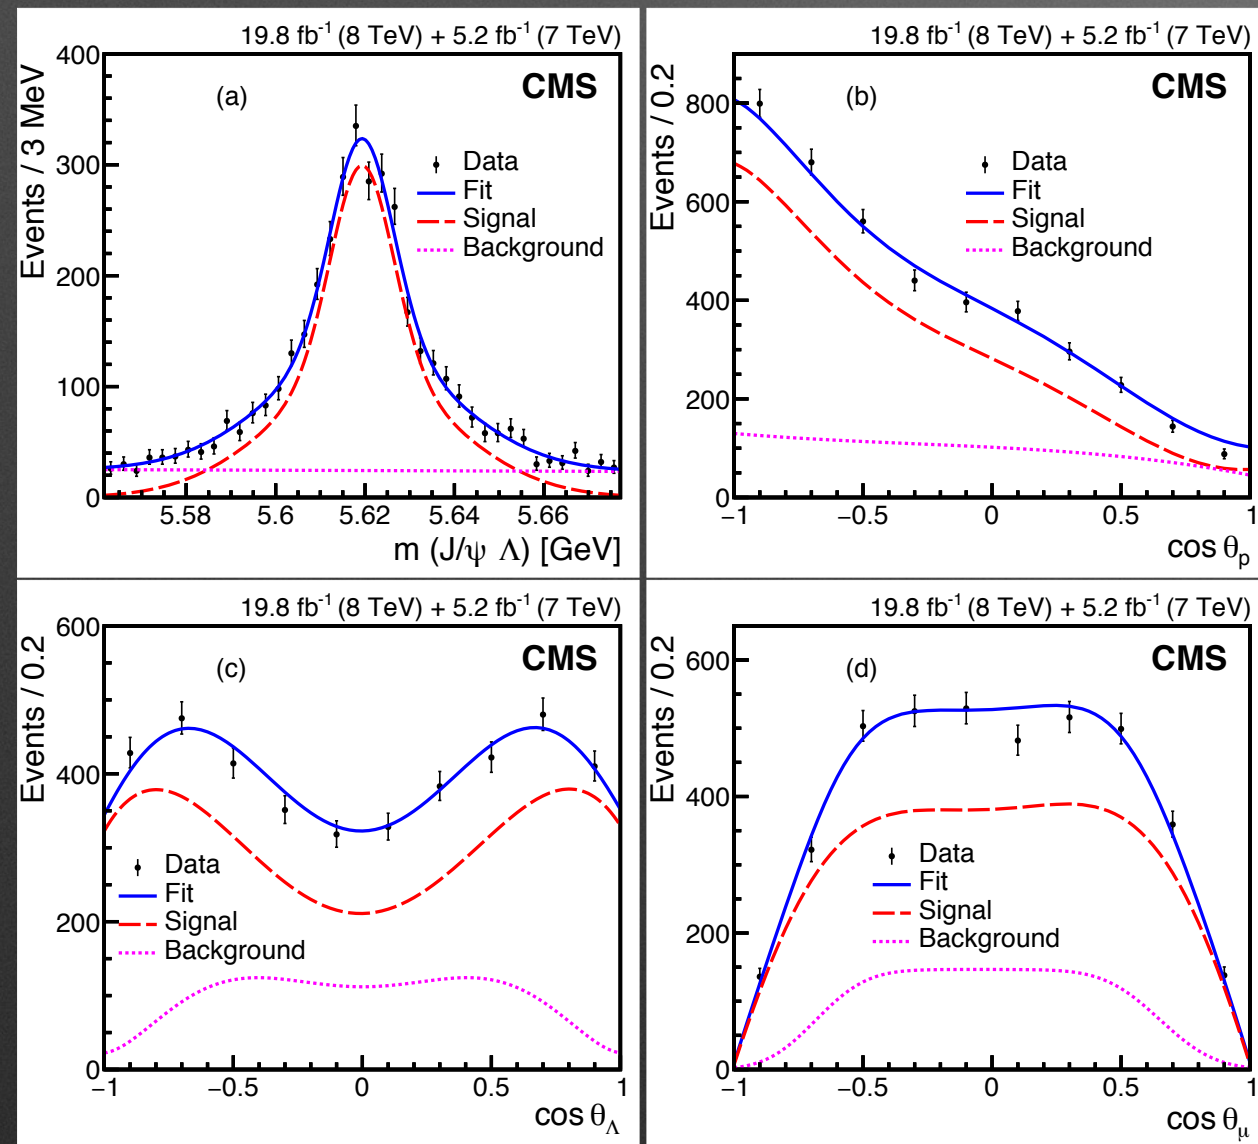 19.8 fb⁻¹ (8 TeV) + 5.2 fb⁻¹ (7 TeV)
Events / 3 MeV
400
300
200
100
0
(a)
CMS
Data
Fit
Signal
Background
5.58
5.6
5.62
5.64
5.66
m (J/ψ Λ) [GeV]
19.8 fb⁻¹ (8 TeV) + 5.2 fb⁻¹ (7 TeV)
Events / 0.2
800
600
400
200
0
(b)
CMS
Data
Fit
Signal
Background
−1
−0.5
0
0.5
1
cos θp
19.8 fb⁻¹ (8 TeV) + 5.2 fb⁻¹ (7 TeV)
Events / 0.2
600
400
200
0
(c)
CMS
Data
Fit
Signal
Background
−1
−0.5
0
0.5
1
cos θΛ
19.8 fb⁻¹ (8 TeV) + 5.2 fb⁻¹ (7 TeV)
Events / 0.2
600
400
200
0
(d)
CMS
Data
Fit
Signal
Background
−1
−0.5
0
0.5
1
cos θμ